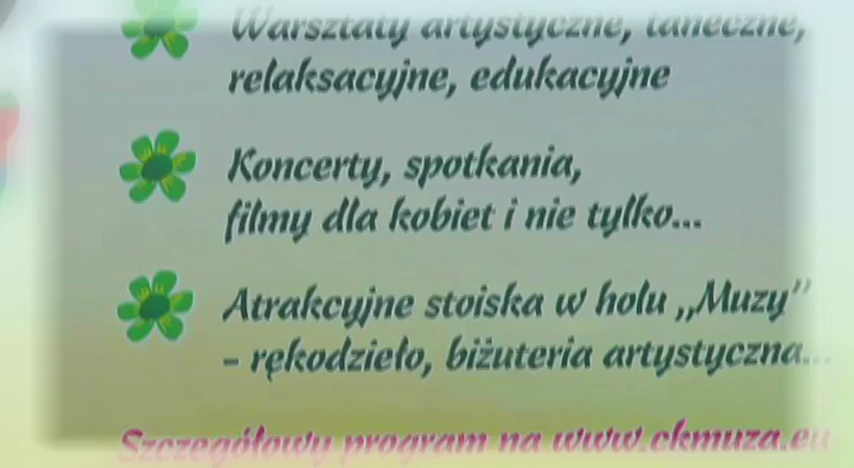 Warsztaty artystyczne, taneczne,
relaksacyjne, edukacyjne
Koncerty, spotkania,
filmy dla kobiet i nie tylko...
Atrakcyjne stoiska w holu „Muzy”
- rękodzieło, biżuteria artystyczna...
Szczegółowy program na www.ckmuza.eu